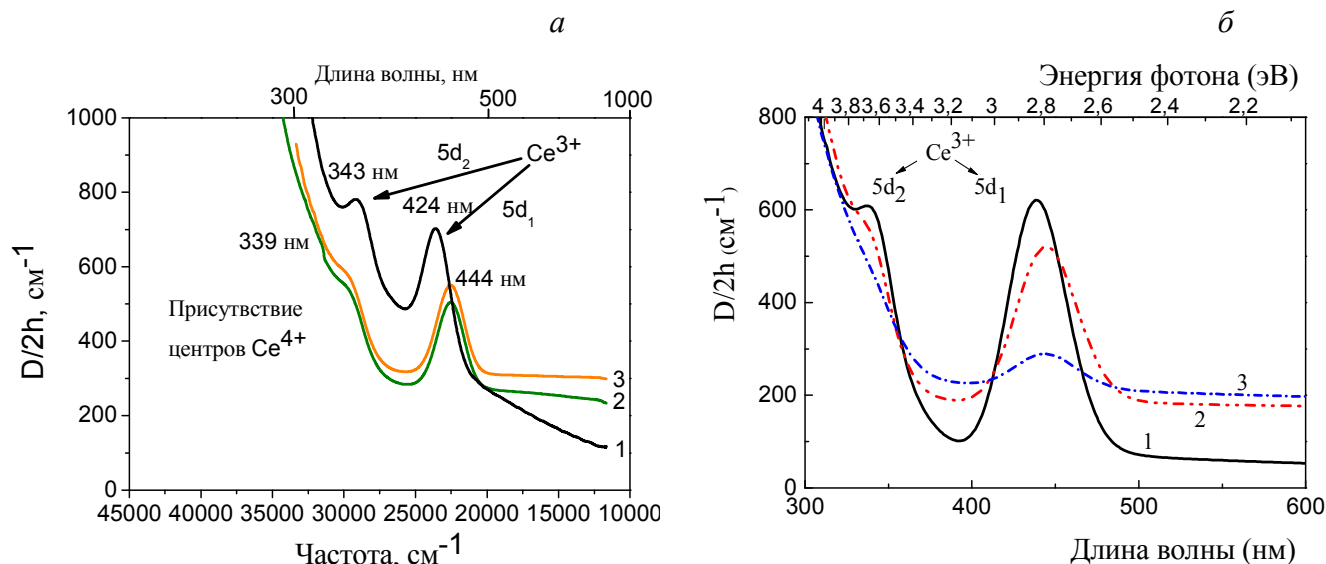 а
Длина волны, нм
300 500 1000
D/2h, см-1
1000
800
600
400
200
0
343 нм
5d2
Ce3+
424 нм
5d1
339 нм
444 нм
Присутвствие
центров Ce4+
3
2
1
45000 40000 35000 30000 25000 20000 15000 10000
Частота, см-1
б
Энергия фотона (эВ)
4 3,8 3,6 3,4 3,2 3 2,8 2,6 2,4 2,2
D/2h (см-1)
800
600
400
200
0
Ce3+
5d2 5d1
3
2
1
300 400 500 600
Длина волны (нм)